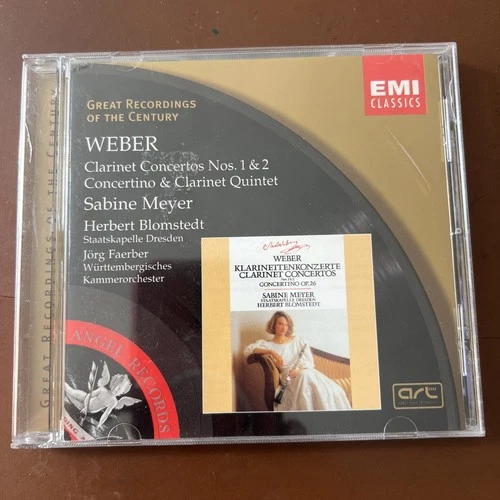 GREAT RECORDINGS
OF THE CENTURY
WEBER
Clarinet Concertos Nos. 1 & 2
Concertino & Clarinet Quintet
Sabine Meyer
Herbert Blomstedt
Staatskapelle Dresden
Jörg Faerber
Württembergisches
Kammerorchester
EMI
CLASSICS
WEBER
KLARINETTENKONZERTE
CLARINET CONCERTOS
CONCERTINO OP. 26
SABINE MEYER
STAATSKAPELLE DRESDEN
HERBERT BLOMSTEDT
GREAT RECORDINGS OF THE CENTURY
ANGEL RECORDS
art